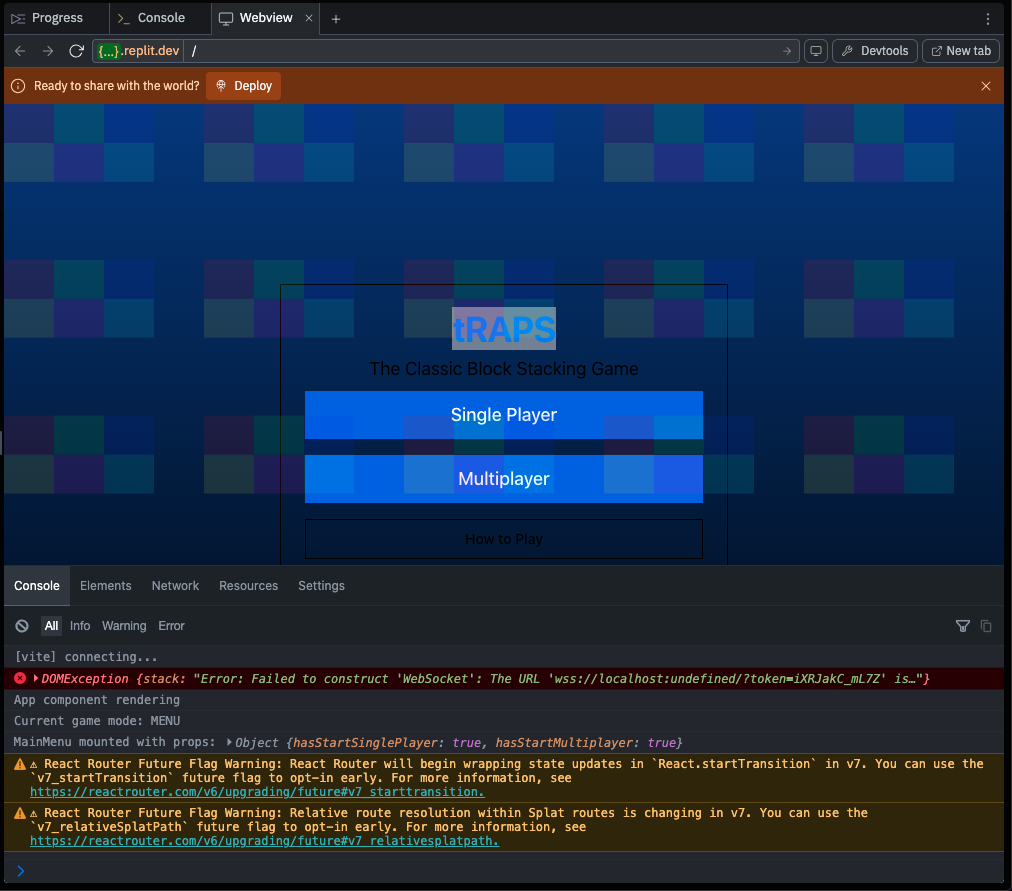 Progress
Console
Webview
{...}.replit.dev /
Devtools
New tab
Ready to share with the world?
Deploy
tRAPS
The Classic Block Stacking Game
Single Player
Multiplayer
How to Play
Console Elements Network Resources Settings
All Info Warning Error
[vite] connecting...
DOMException {stack: "Error: Failed to construct 'WebSocket': The URL 'wss://localhost:undefined/?token=iXRJakC_mL7Z' is…"}
App component rendering
Current game mode: MENU
MainMenu mounted with props: Object {hasStartSinglePlayer: true, hasStartMultiplayer: true}
⚠ React Router Future Flag Warning: React Router will begin wrapping state updates in `React.startTransition` in v7. You can use the
`v7_startTransition` future flag to opt-in early. For more information, see
https://reactrouter.com/v6/upgrading/future#v7_starttransition.
⚠ React Router Future Flag Warning: Relative route resolution within Splat routes is changing in v7. You can use the
`v7_relativeSplatPath` future flag to opt-in early. For more information, see
https://reactrouter.com/v6/upgrading/future#v7_relativesplatpath.